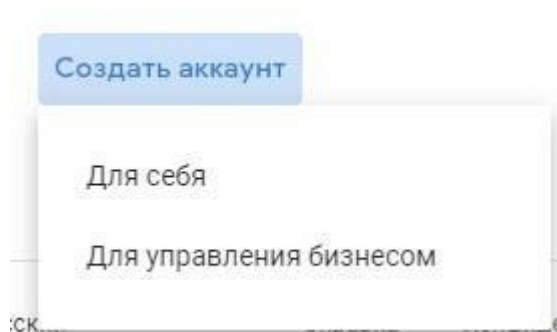 Создать аккаунт
Для себя
Для управления бизнесом